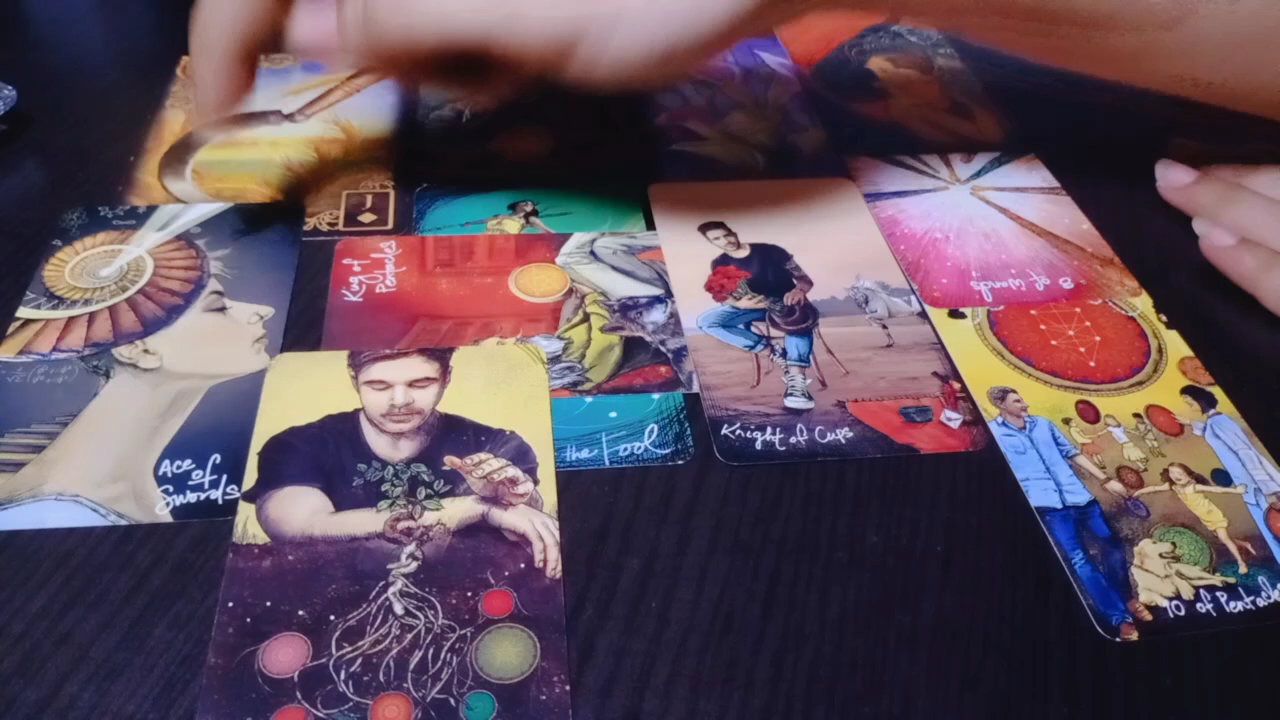 J
King of
Pentacles
8 of Wands
Ace
of
Swords
the Fool
Knight of Cups
10 of Pentacles